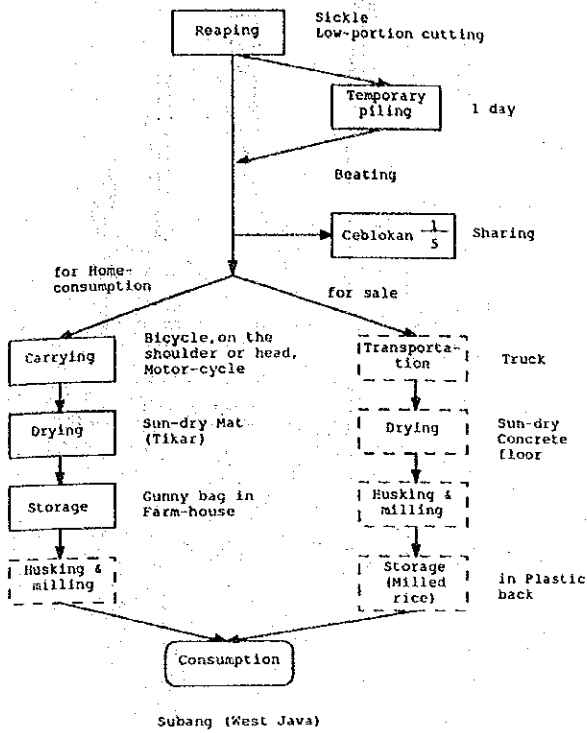 Reaping
Sickle
Low-portion cutting
Temporary
piling
1 day
Beating
Ceblokan 1/5
Sharing
for Home-
consumption
for sale
Carrying
Bicycle, on the
shoulder or head,
Motor-cycle
Transporta-
tion
Truck
Drying
Sun-dry Mat
(Tikar)
Drying
Sun-dry
Concrete
floor
Storage
Gunny bag in
Farm-house
Husking &
milling
Husking &
milling
Storage
(Milled
rice)
in Plastic
back
Consumption
Subang (West Java)